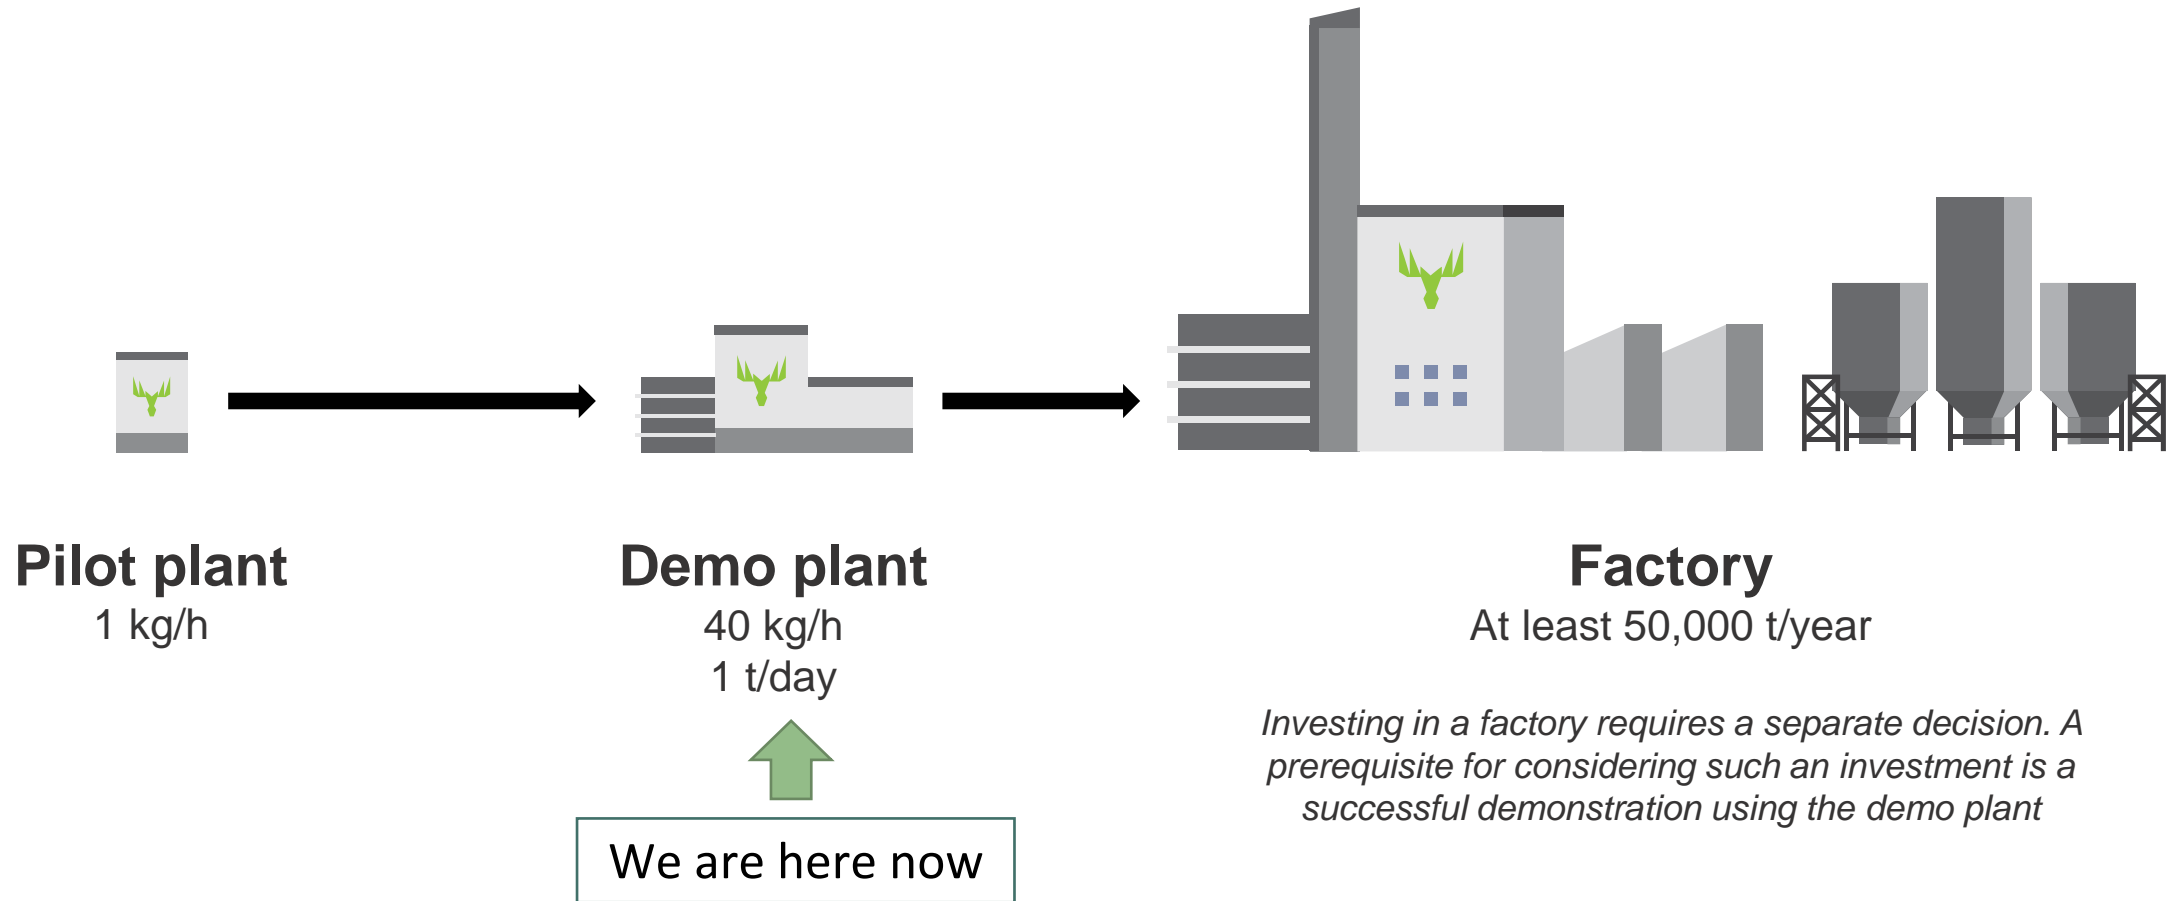 Pilot plant
1 kg/h
Demo plant
40 kg/h
1 t/day
We are here now
Factory
At least 50,000 t/year
Investing in a factory requires a separate decision. A
prerequisite for considering such an investment is a
successful demonstration using the demo plant